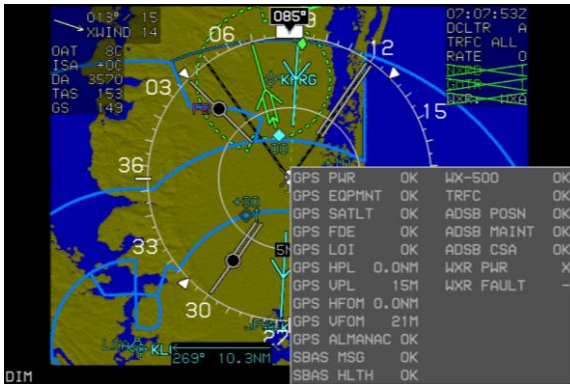 013° / 15
XWIND 14
OAT 8C
ISA +0C
DA 3570
TAS 153
GS 149
085°
07:07:53Z
DCLTR A
TRFC ALL
RATE 0
06
12
03
15
36
33
30
KHRG
+30
GPS PWR OK WX-500 OK
GPS EQPMNT OK TRFC OK
GPS SATLT OK ADSB POSN OK
GPS FDE OK ADSB MAINT OK
GPS LOI OK ADSB CSA OK
GPS HPL 0.0NM WXR PWR X
GPS VPL 15M WXR FAULT -
GPS HFOM 0.0NM
GPS VFOM 21M
GPS ALMANAC OK
SBAS MSG OK
SBAS HLTH OK
269° 10.3NM
DIM